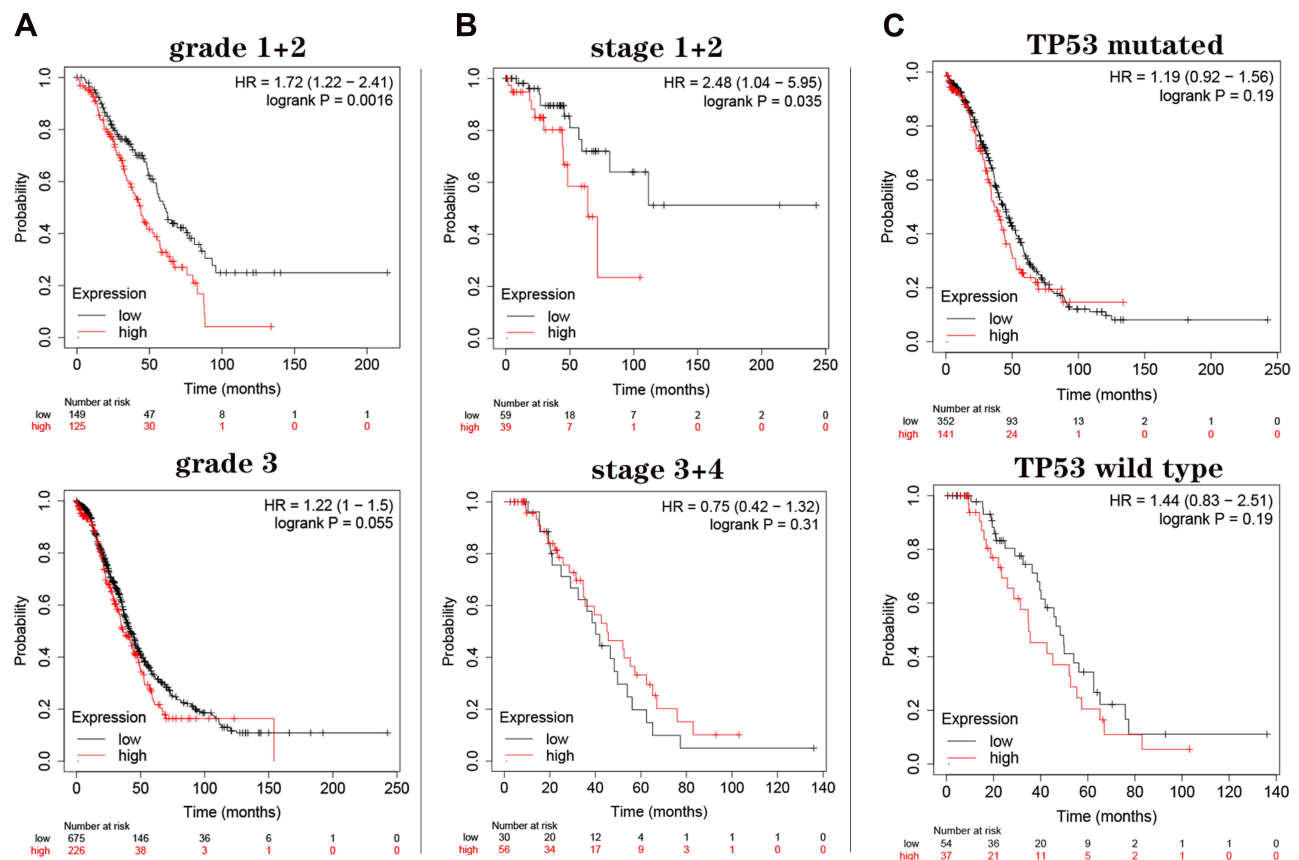 A
grade 1+2
HR = 1.72 (1.22 − 2.41)
logrank P = 0.0016
Probability
1.0
0.8
0.6
0.4
0.2
0.0
Expression
low
high
0 50 100 150 200
Time (months)
Number at risk
low 149 47 8 1 1
high 125 30 1 0 0
grade 3
HR = 1.22 (1 − 1.5)
logrank P = 0.055
Probability
1.0
0.8
0.6
0.4
0.2
0.0
Expression
low
high
0 50 100 150 200 250
Time (months)
Number at risk
low 675 146 36 6 1 0
high 226 38 3 1 0 0
B
stage 1+2
HR = 2.48 (1.04 − 5.95)
logrank P = 0.035
Probability
1.0
0.8
0.6
0.4
0.2
0.0
Expression
low
high
0 50 100 150 200 250
Time (months)
Number at risk
low 59 18 7 2 2 0
high 39 7 1 0 0 0
stage 3+4
HR = 0.75 (0.42 − 1.32)
logrank P = 0.31
Probability
1.0
0.8
0.6
0.4
0.2
0.0
Expression
low
high
0 20 40 60 80 100 120 140
Time (months)
Number at risk
low 30 20 12 4 1 1 1 0
high 56 34 17 9 3 1 0 0
C
TP53 mutated
HR = 1.19 (0.92 − 1.56)
logrank P = 0.19
Probability
1.0
0.8
0.6
0.4
0.2
0.0
Expression
low
high
0 50 100 150 200 250
Time (months)
Number at risk
low 352 93 13 2 1 0
high 141 24 1 0 0 0
TP53 wild type
HR = 1.44 (0.83 − 2.51)
logrank P = 0.19
Probability
1.0
0.8
0.6
0.4
0.2
0.0
Expression
low
high
0 20 40 60 80 100 120 140
Time (months)
Number at risk
low 54 36 20 9 2 1 1 0
high 37 21 11 5 2 1 0 0